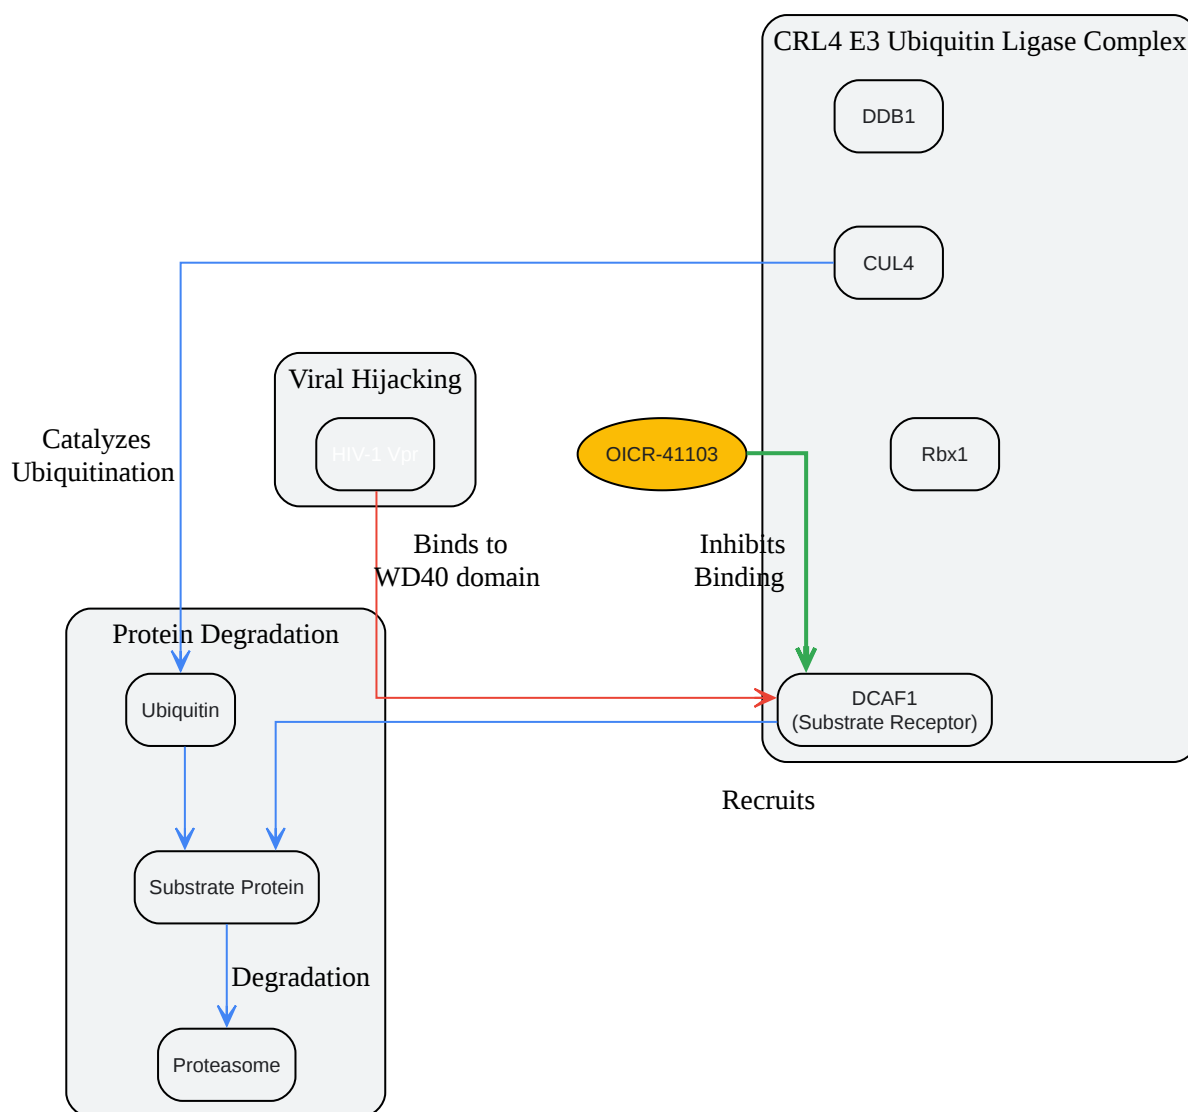 CRL4 E3 Ubiquitin Ligase Complex
DDB1
CUL4
Viral Hijacking
HIV-1 Vpr
OICR-41103
Rbx1
Catalyzes
Ubiquitination
Binds to
WD40 domain
Inhibits
Binding
Protein Degradation
Ubiquitin
DCAF1
(Substrate Receptor)
Recruits
Substrate Protein
Degradation
Proteasome